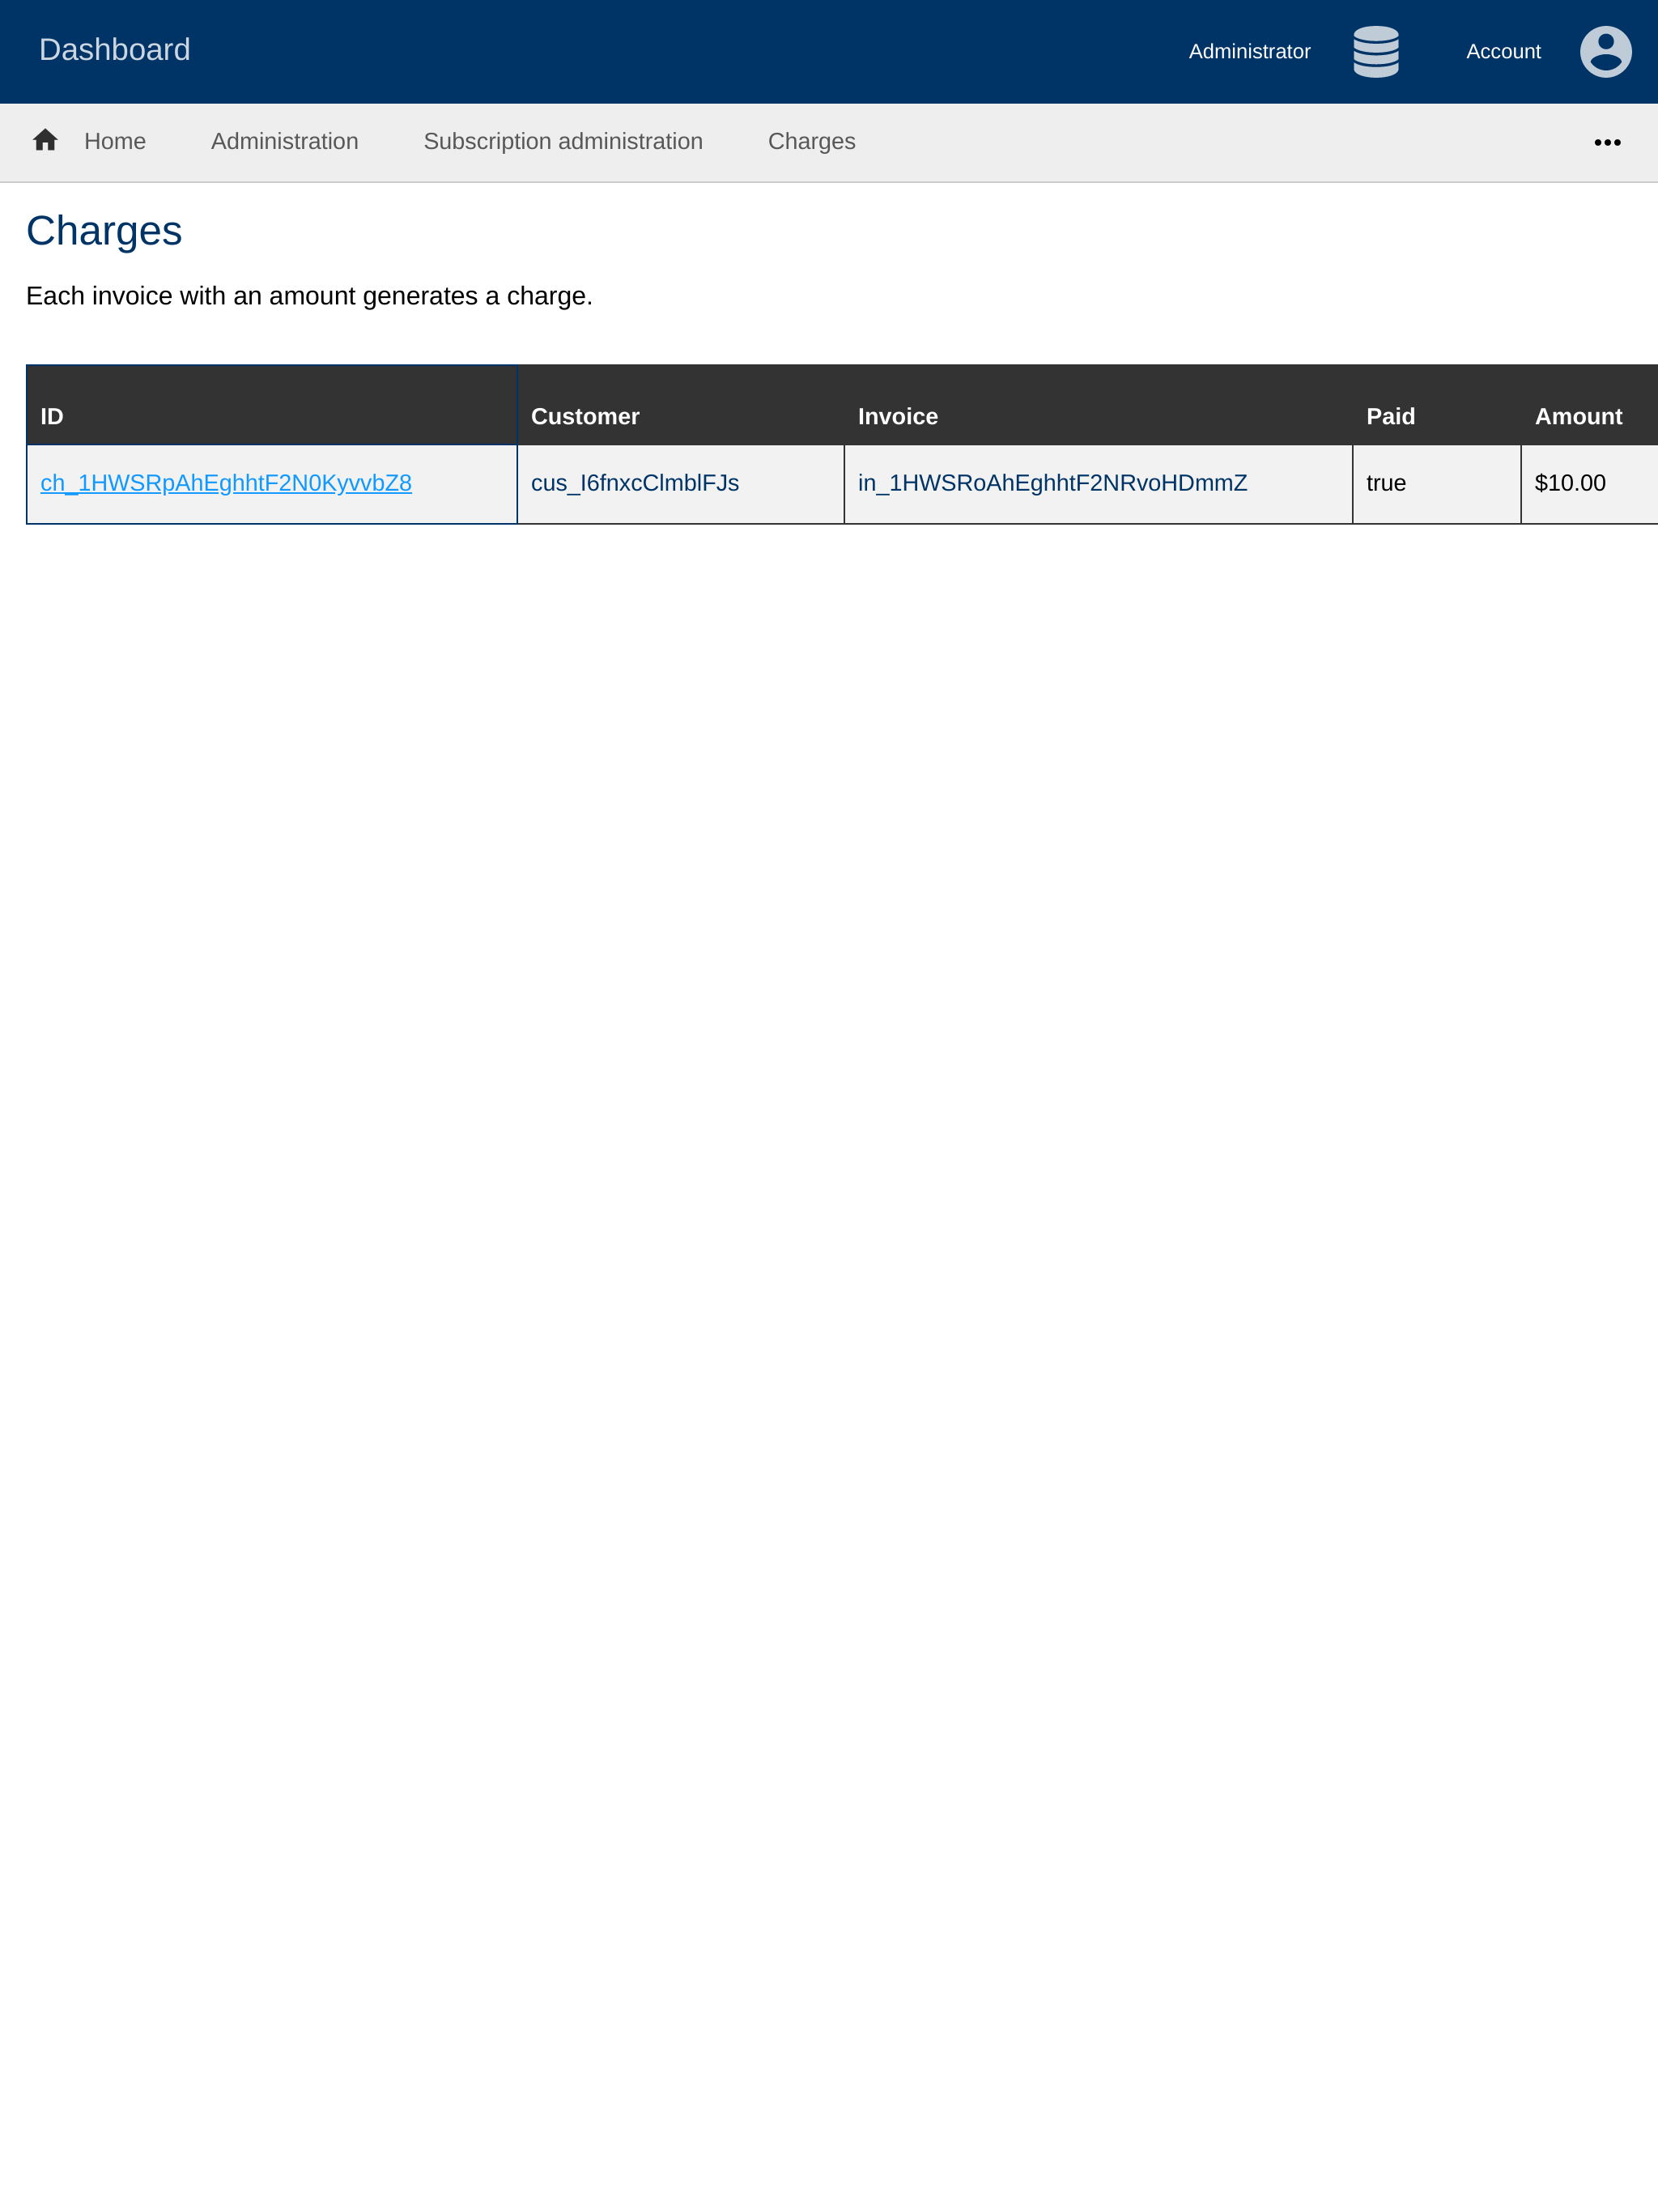 Dashboard
Administrator
Account
Home Administration Subscription administration Charges
Charges
Each invoice with an amount generates a charge.
ID Customer Invoice Paid Amount
ch_1HWSRpAhEghhtF2N0KyvvbZ8 cus_I6fnxcClmblFJs in_1HWSRoAhEghhtF2NRvoHDmmZ true $10.00